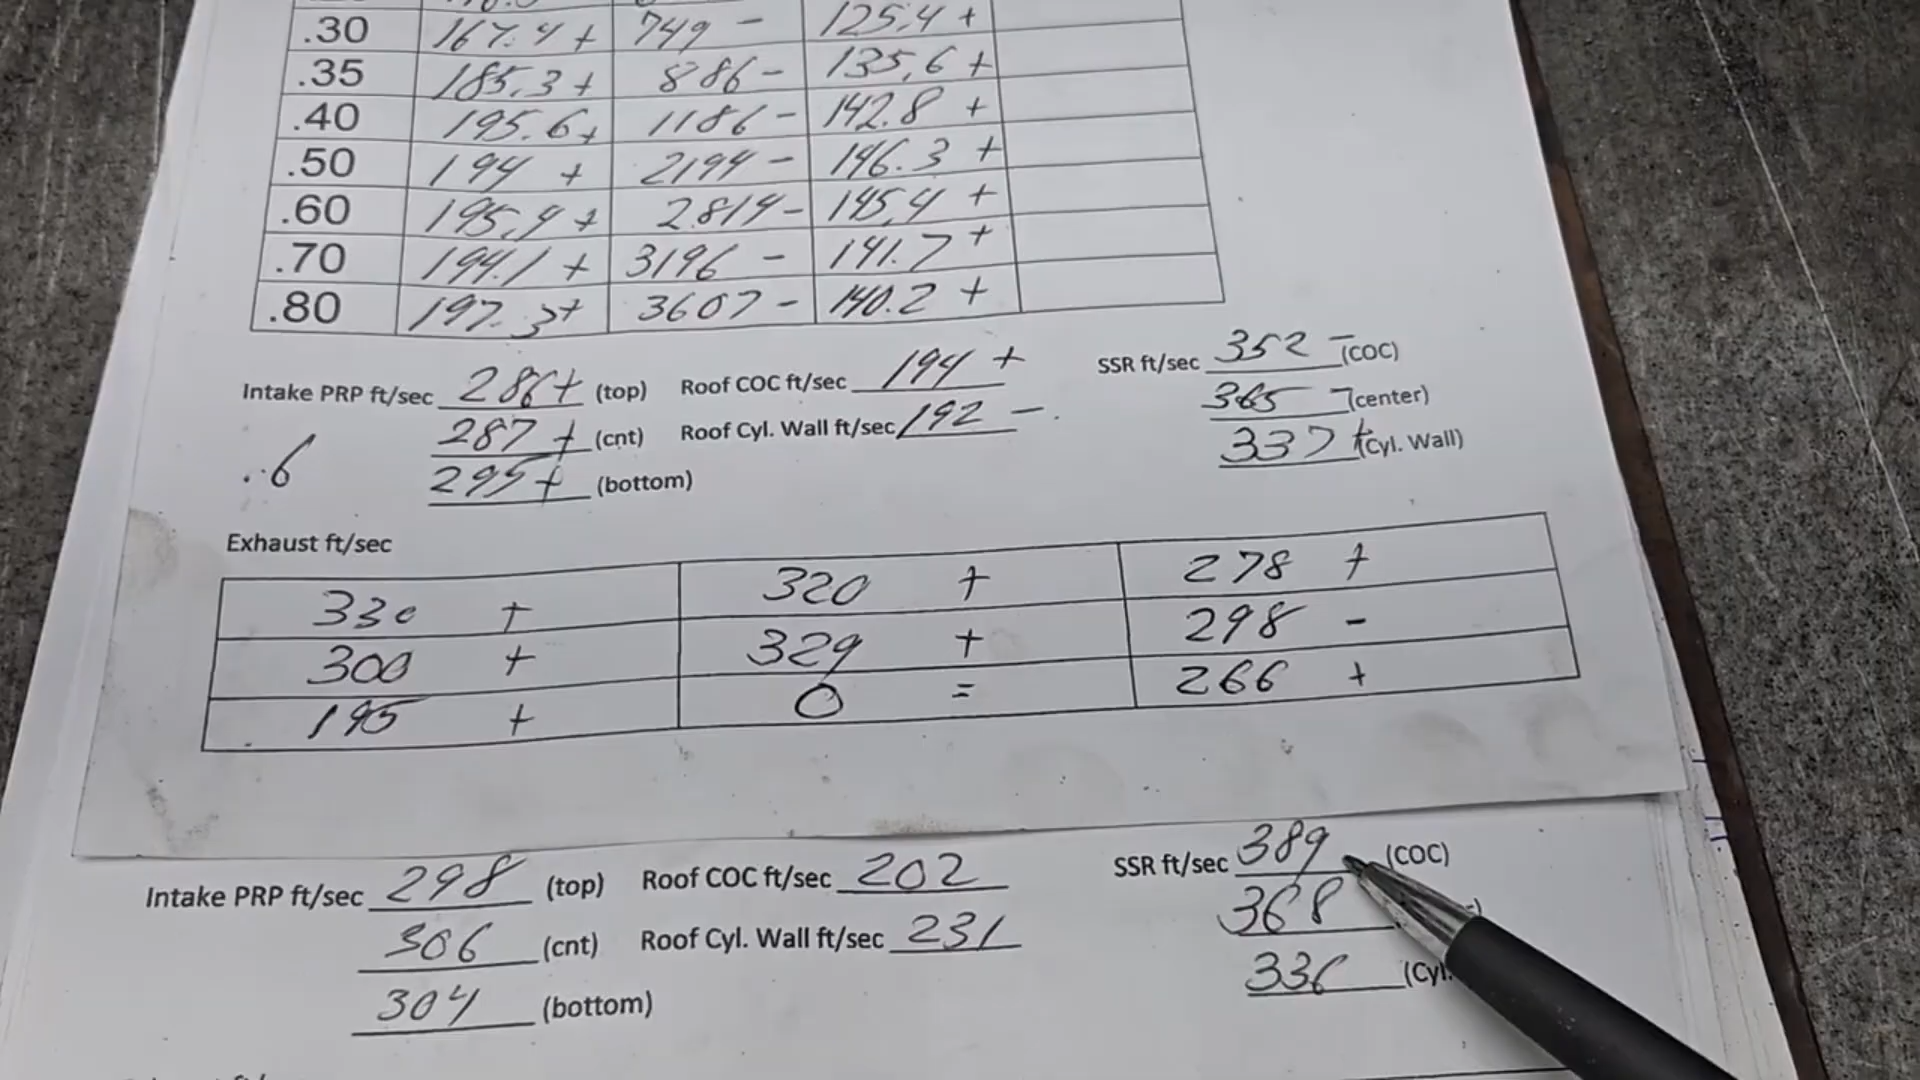 .30 167.4 + 749 - 125.4 +
.35 185.3 + 886 - 135.6 +
.40 195.6 + 1186 - 142.8 +
.50 194 + 2194 - 146.3 +
.60 195.4 + 2814 - 145.4 +
.70 194.1 + 3196 - 141.7 +
.80 197.3 + 3607 - 140.2 +
Intake PRP ft/sec 286+ (top) Roof COC ft/sec 194 + SSR ft/sec 352 - (COC)
287 + (cnt) Roof Cyl. Wall ft/sec 192 - 365 - (center)
295+ (bottom) 337 + (Cyl. Wall)
.6
Exhaust ft/sec
330 + 320 + 278 +
300 + 329 + 298 -
195 + 0 = 266 +
Intake PRP ft/sec 298 (top) Roof COC ft/sec 202 SSR ft/sec 389 (COC)
306 (cnt) Roof Cyl. Wall ft/sec 231 368
304 (bottom) 336 (Cyl.